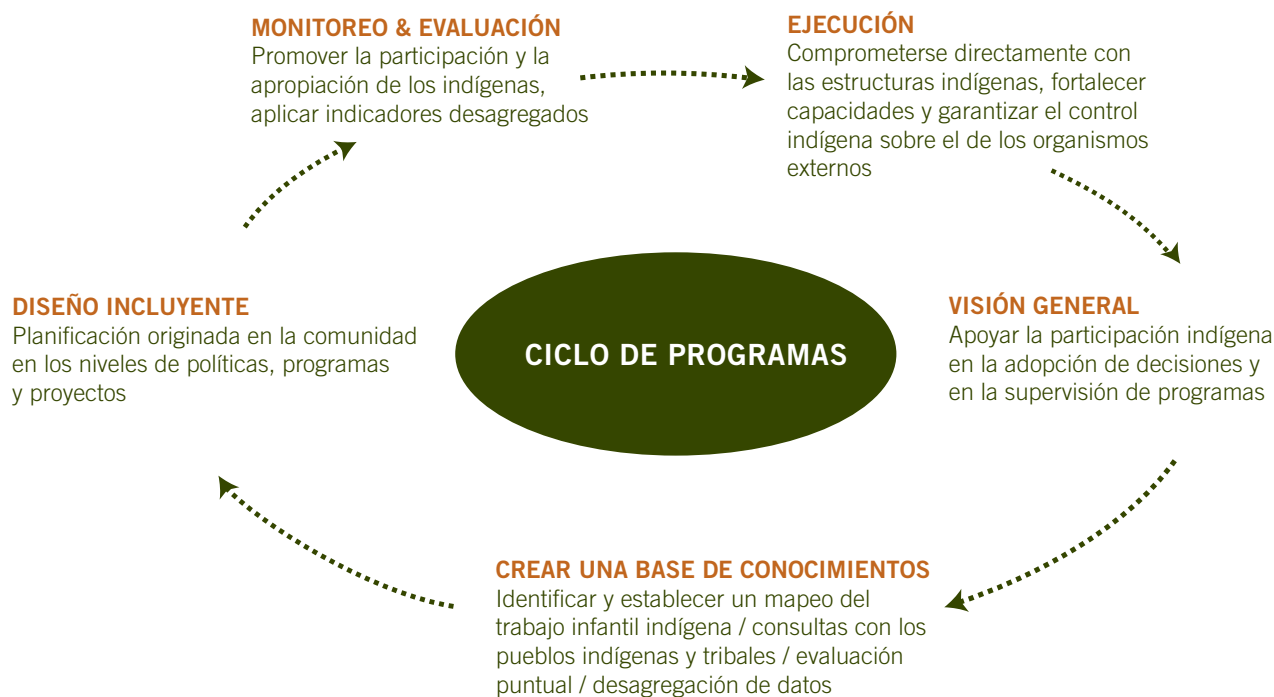 MONITOREO & EVALUACIÓN
Promover la participación y la
apropiación de los indígenas,
aplicar indicadores desagregados
EJECUCIÓN
Comprometerse directamente con
las estructuras indígenas, fortalecer
capacidades y garantizar el control
indígena sobre el de los organismos
externos
DISEÑO INCLUYENTE
Planificación originada en la comunidad
en los niveles de políticas, programas
y proyectos
CICLO DE PROGRAMAS
VISIÓN GENERAL
Apoyar la participación indígena
en la adopción de decisiones y
en la supervisión de programas
CREAR UNA BASE DE CONOCIMIENTOS
Identificar y establecer un mapeo del
trabajo infantil indígena / consultas con los
pueblos indígenas y tribales / evaluación
puntual / desagregación de datos